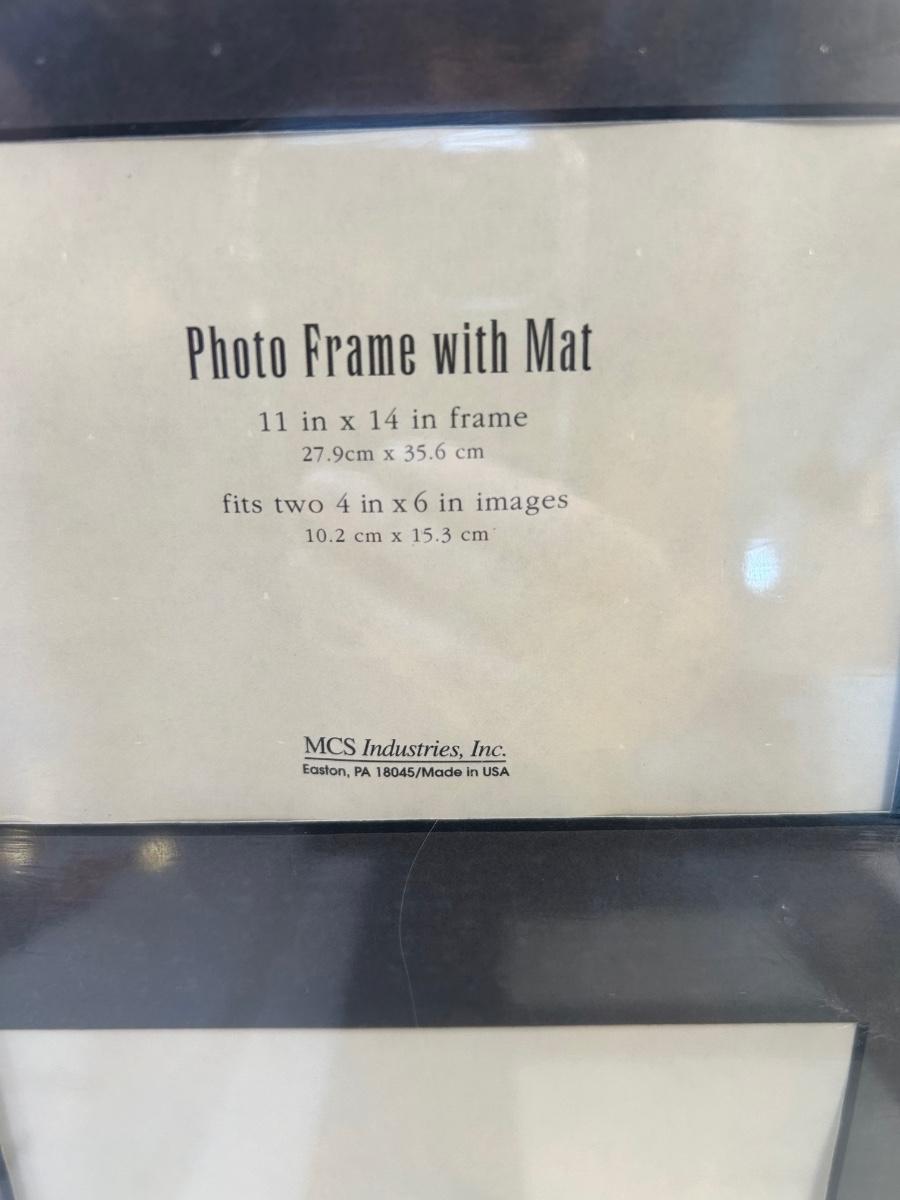 Photo Frame with Mat
11 in x 14 in frame
27.9cm x 35.6 cm
fits two 4 in x 6 in images
10.2 cm x 15.3 cm
MCS Industries, Inc.
Easton, PA 18045/Made in USA